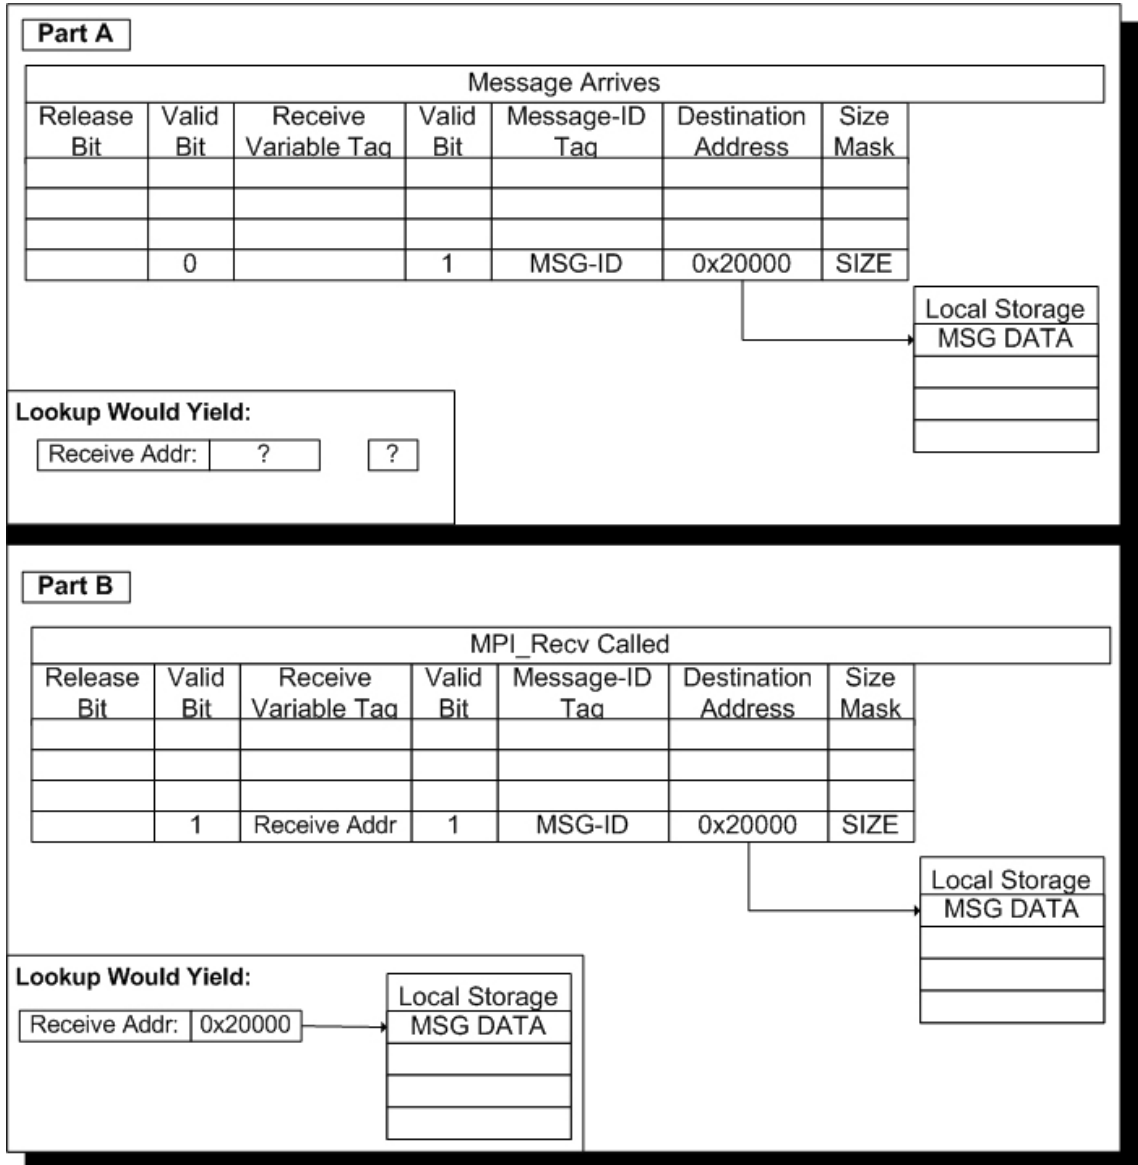 Part A
Message Arrives
Release Valid Receive Valid Message-ID Destination Size
Bit Bit Variable Tag Bit Tag Address Mask
0 1 MSG-ID 0x20000 SIZE
Local Storage
MSG DATA
Lookup Would Yield:
Receive Addr: ? ?
Part B
MPI_Recv Called
Release Valid Receive Valid Message-ID Destination Size
Bit Bit Variable Tag Bit Tag Address Mask
1 Receive Addr 1 MSG-ID 0x20000 SIZE
Local Storage
MSG DATA
Lookup Would Yield:
Receive Addr: 0x20000
Local Storage
MSG DATA